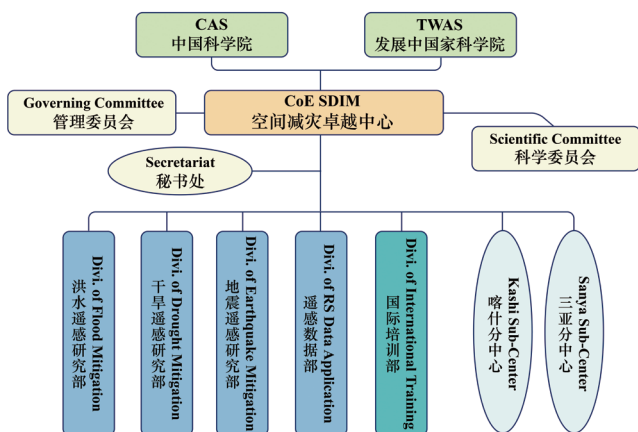 CAS
中国科学院
TWAS
发展中国家科学院
Governing Committee
管理委员会
CoE SDIM
空间减灾卓越中心
Scientific Committee
科学委员会
Secretariat
秘书处
Divi. of Flood Mitigation
洪水遥感研究部
Divi. of Drought Mitigation
干旱遥感研究部
Divi. of Earthquake Mitigation
地震遥感研究部
Divi. of RS Data Application
遥感数据部
Divi. of International Training
国际培训部
Kashi Sub-Center
喀什分中心
Sanya Sub-Center
三亚分中心